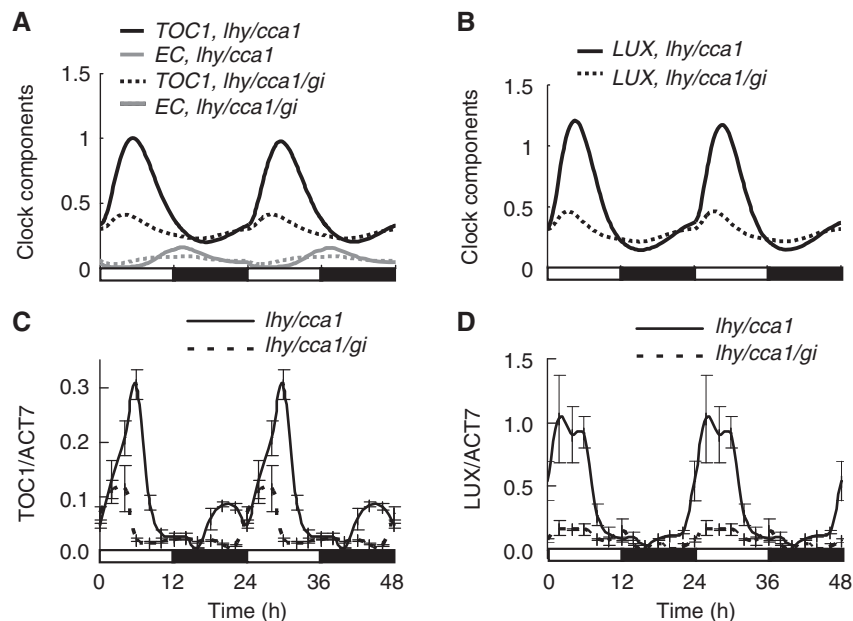 A
TOC1, lhy/cca1
EC, lhy/cca1
TOC1, lhy/cca1/gi
EC, lhy/cca1/gi
Clock components
1.5
1
0.5
0
B
LUX, lhy/cca1
LUX, lhy/cca1/gi
Clock components
1.5
1
0.5
0
C
lhy/cca1
lhy/cca1/gi
TOC1/ACT7
0.3
0.2
0.1
0.0
0 12 24 36 48
Time (h)
D
lhy/cca1
lhy/cca1/gi
LUX/ACT7
1.5
1.0
0.5
0.0
0 12 24 36 48
Time (h)